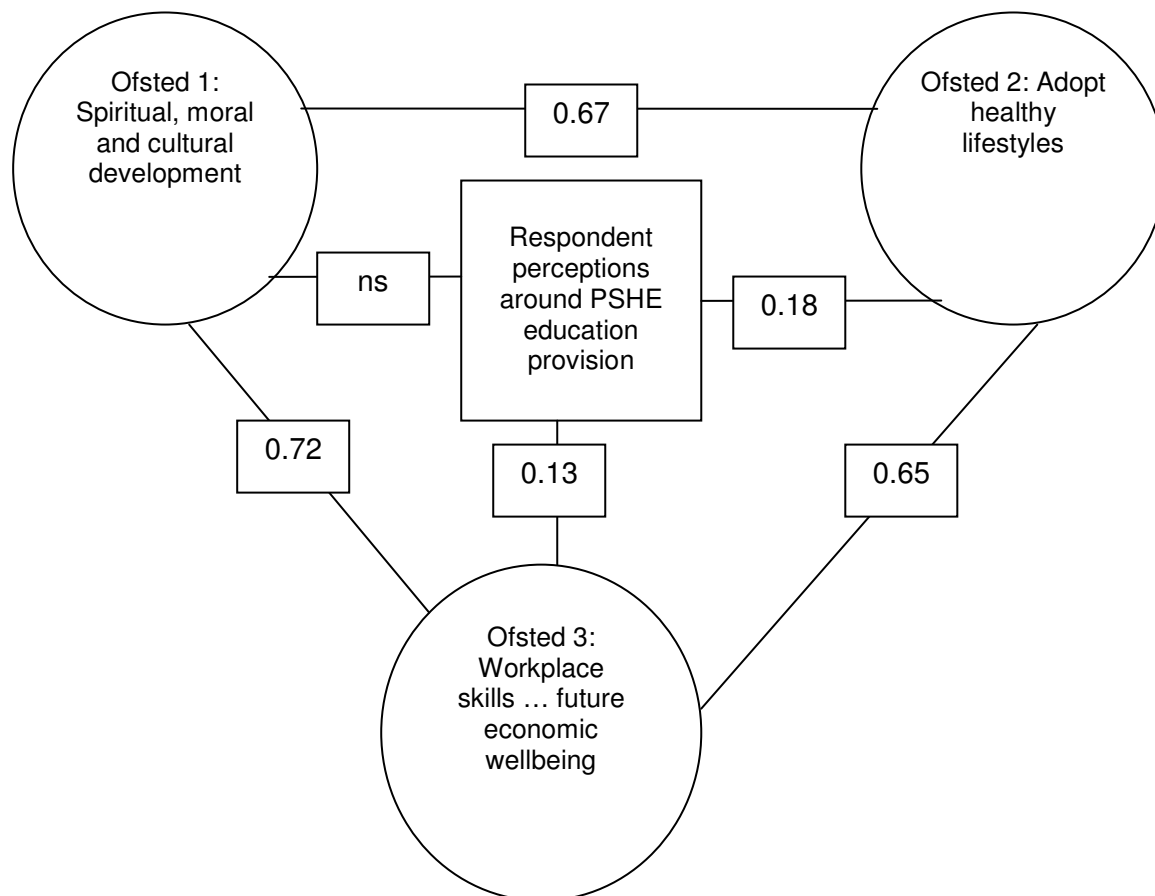 Ofsted 1:
Spiritual, moral
and cultural
development
0.67
Ofsted 2: Adopt
healthy
lifestyles
Respondent
perceptions
around PSHE
education
provision
ns
0.18
0.72
0.13
0.65
Ofsted 3:
Workplace
skills … future
economic
wellbeing